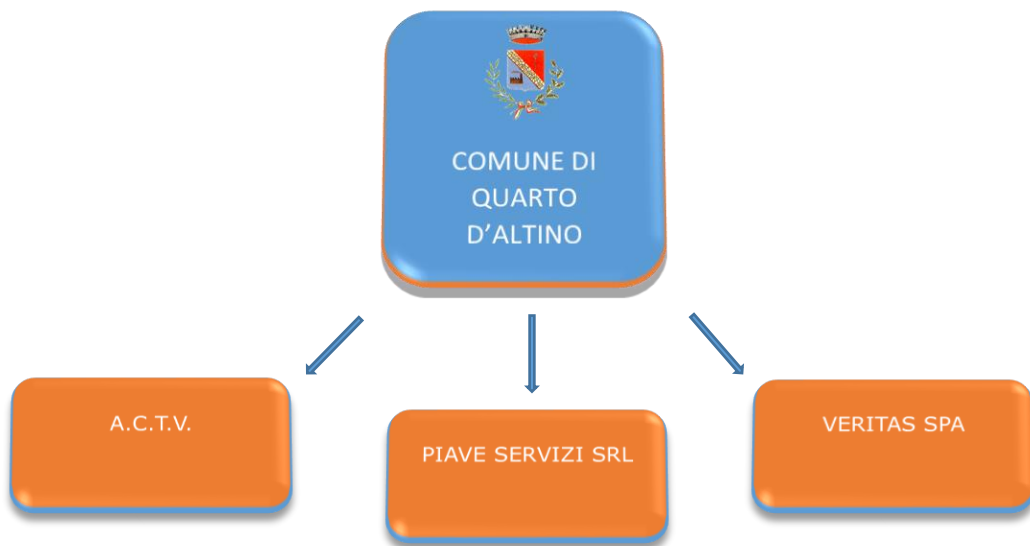 COMUNE DI
QUARTO
D’ALTINO
A.C.T.V.
PIAVE SERVIZI SRL
VERITAS SPA